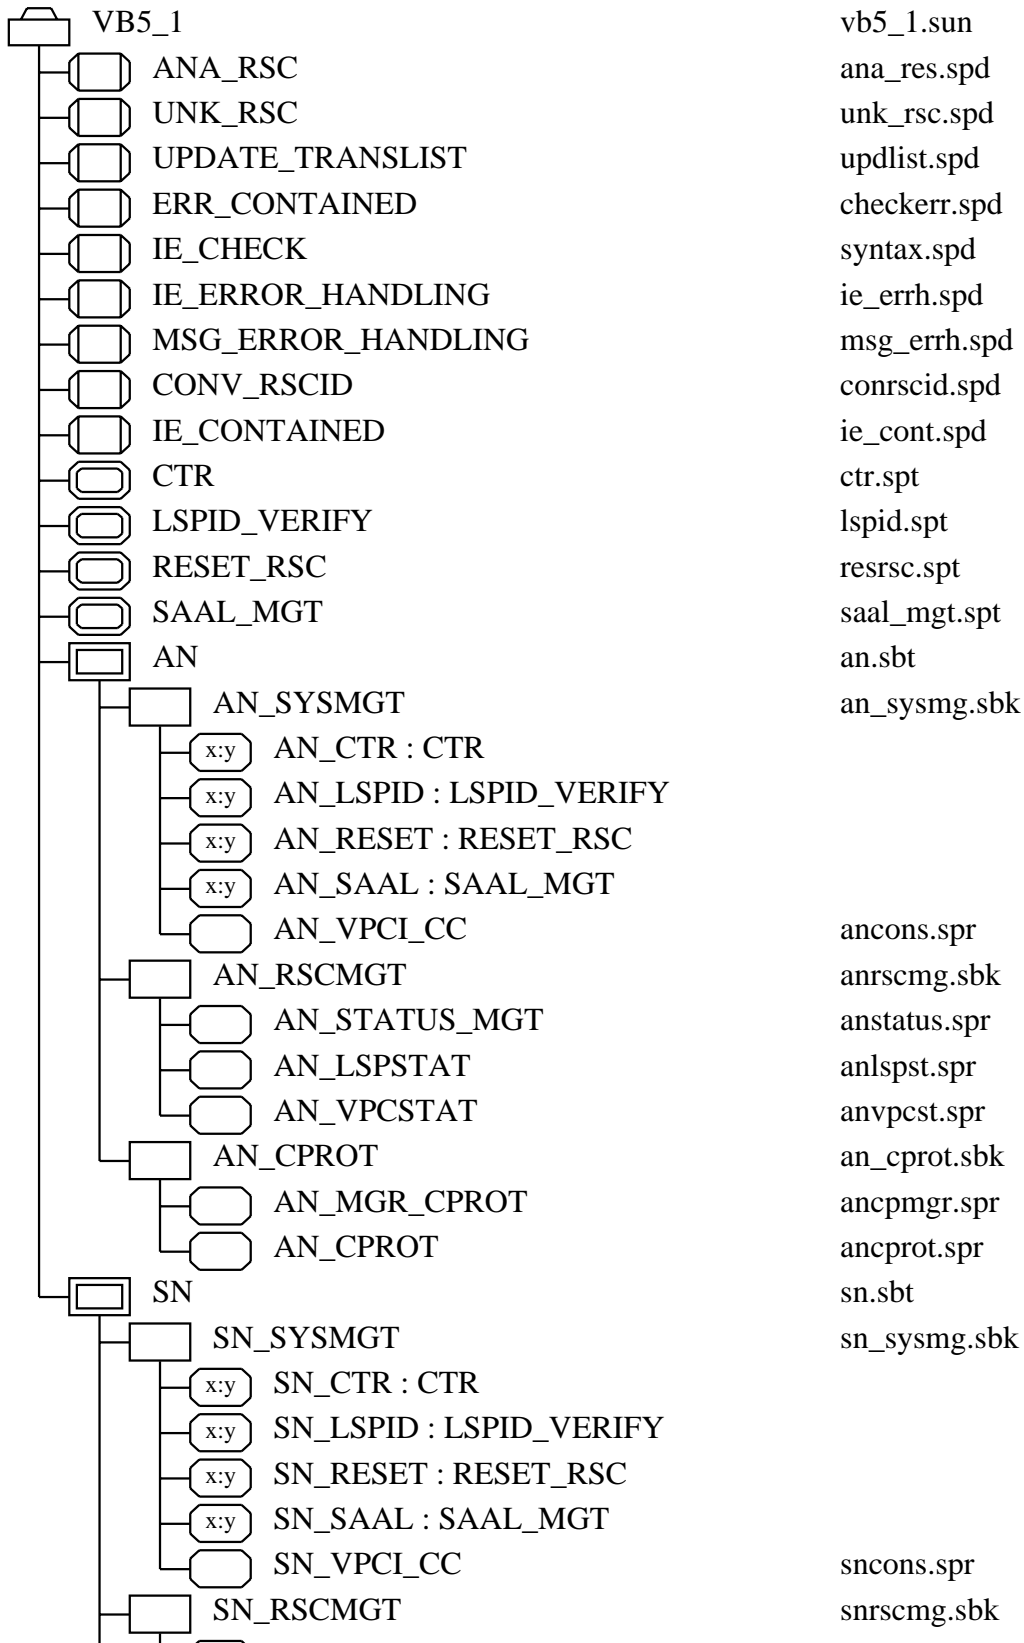 VB5_1 vb5_1.sun
ANA_RSC ana_res.spd
UNK_RSC unk_rsc.spd
UPDATE_TRANSLIST updlist.spd
ERR_CONTAINED checkerr.spd
IE_CHECK syntax.spd
IE_ERROR_HANDLING ie_errh.spd
MSG_ERROR_HANDLING msg_errh.spd
CONV_RSCID conrscid.spd
IE_CONTAINED ie_cont.spd
CTR ctr.spt
LSPID_VERIFY lspid.spt
RESET_RSC resrsc.spt
SAAL_MGT saal_mgt.spt
AN an.sbt
AN_SYSMGT an_sysmg.sbk
x:y AN_CTR : CTR
x:y AN_LSPID : LSPID_VERIFY
x:y AN_RESET : RESET_RSC
x:y AN_SAAL : SAAL_MGT
AN_VPCI_CC ancons.spr
AN_RSCMGT anrscmg.sbk
AN_STATUS_MGT anstatus.spr
AN_LSPSTAT anlspst.spr
AN_VPCSTAT anvpcst.spr
AN_CPROT an_cprot.sbk
AN_MGR_CPROT ancpmgr.spr
AN_CPROT ancprot.spr
SN sn.sbt
SN_SYSMGT sn_sysmg.sbk
x:y SN_CTR : CTR
x:y SN_LSPID : LSPID_VERIFY
x:y SN_RESET : RESET_RSC
x:y SN_SAAL : SAAL_MGT
SN_VPCI_CC sncons.spr
SN_RSCMGT snrscmg.sbk